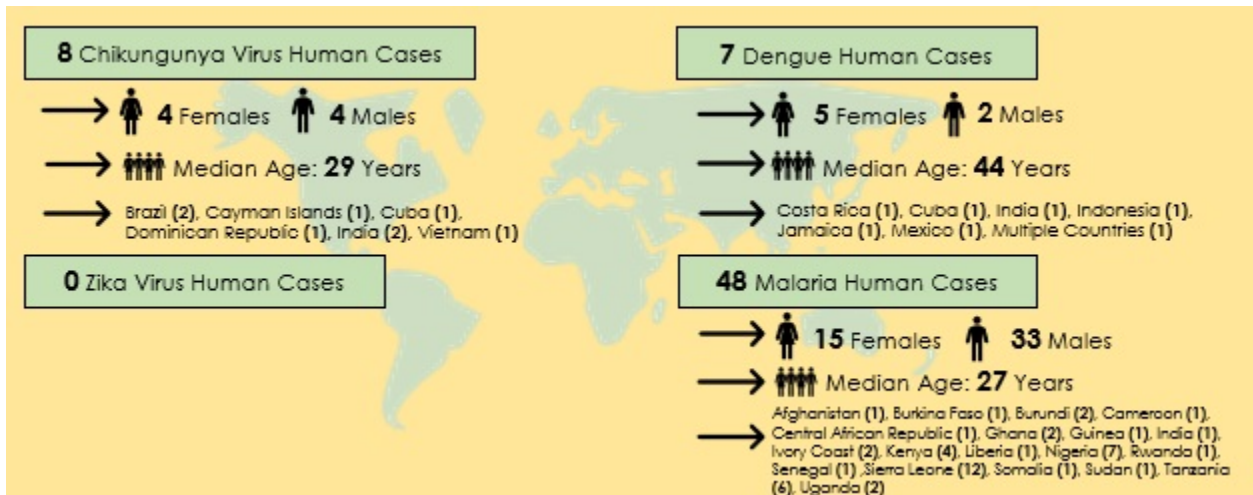 8 Chikungunya Virus Human Cases
4 Females 4 Males
Median Age: 29 Years
Brazil (2), Cayman Islands (1), Cuba (1),
Dominican Republic (1), India (2), Vietnam (1)
0 Zika Virus Human Cases
7 Dengue Human Cases
5 Females 2 Males
Median Age: 44 Years
Costa Rica (1), Cuba (1), India (1), Indonesia (1),
Jamaica (1), Mexico (1), Multiple Countries (1)
48 Malaria Human Cases
15 Females 33 Males
Median Age: 27 Years
Afghanistan (1), Burkina Faso (1), Burundi (2), Cameroon (1),
Central African Republic (1), Ghana (2), Guinea (1), India (1),
Ivory Coast (2), Kenya (4), Liberia (1), Nigeria (7), Rwanda (1),
Senegal (1) ,Sierra Leone (12), Somalia (1), Sudan (1), Tanzania
(6), Uganda (2)